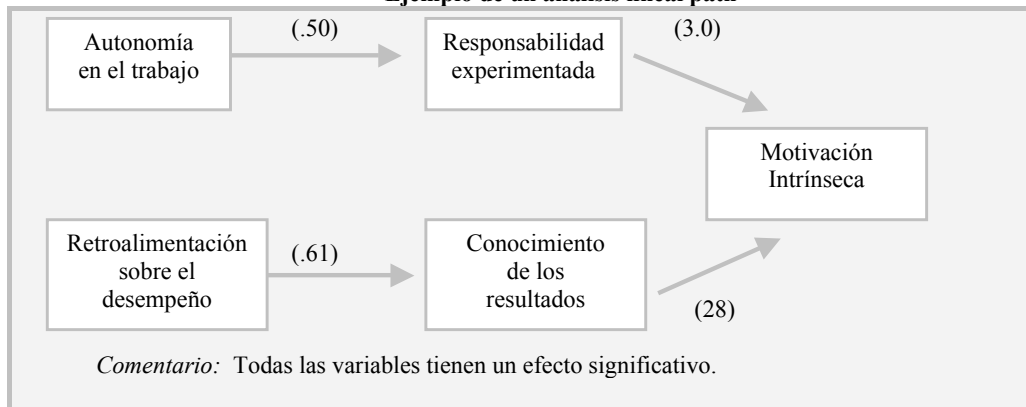 Ejemplo de un análisis lineal path
Autonomía
en el trabajo
(.50)
Responsabilidad
experimentada
(3.0)
Motivación
Intrínseca
Retroalimentación
sobre el
desempeño
(.61)
Conocimiento
de los
resultados
(28)
Comentario: Todas las variables tienen un efecto significativo.